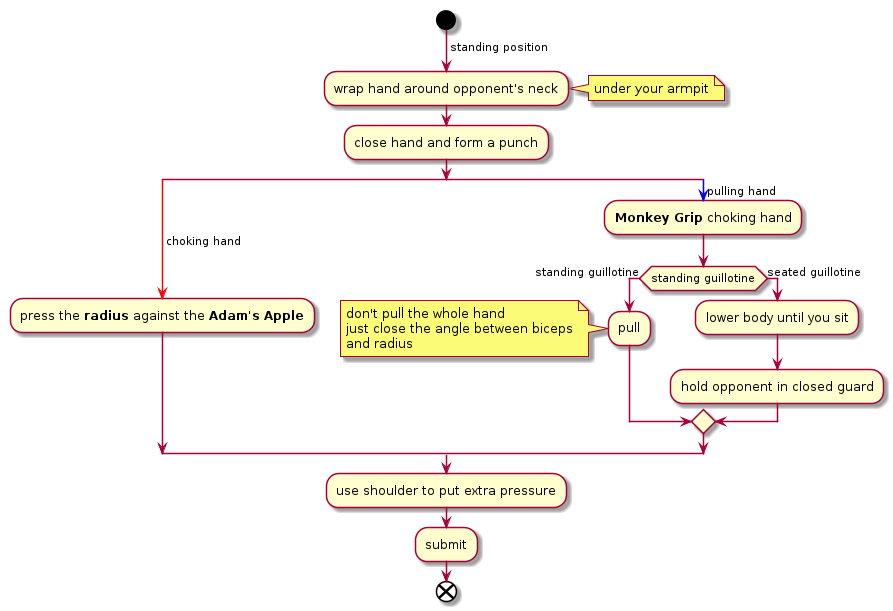 standing position
wrap hand around opponent's neck
under your armpit
close hand and form a punch
pulling hand
Monkey Grip choking hand
choking hand
standing guillotine
standing guillotine
seated guillotine
press the radius against the Adam's Apple
don't pull the whole hand
just close the angle between biceps
and radius
pull
lower body until you sit
hold opponent in closed guard
use shoulder to put extra pressure
submit